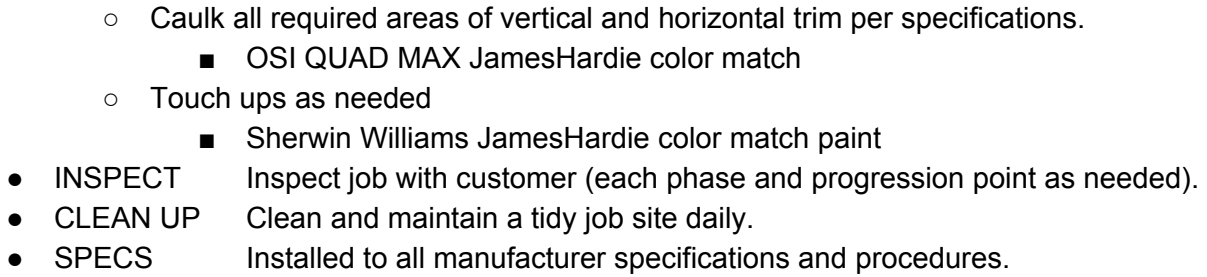 ○ Caulk all required areas of vertical and horizontal trim per specifications.
■ OSI QUAD MAX JamesHardie color match
○ Touch ups as needed
■ Sherwin Williams JamesHardie color match paint
● INSPECT Inspect job with customer (each phase and progression point as needed).
● CLEAN UP Clean and maintain a tidy job site daily.
● SPECS Installed to all manufacturer specifications and procedures.